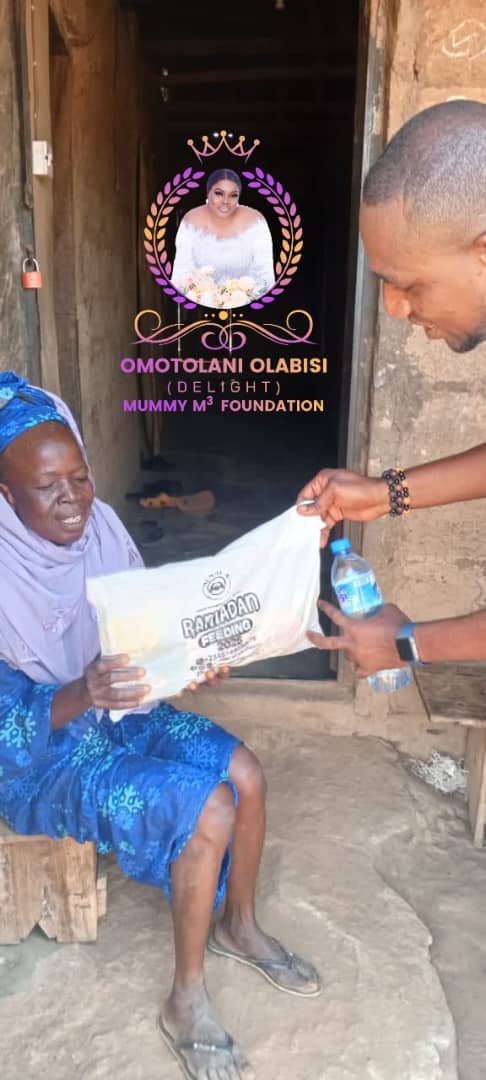 OMOTOLANI OLABISI
(DELIGHT)
MUMMY M³ FOUNDATION
RAMADAN
FEEDING